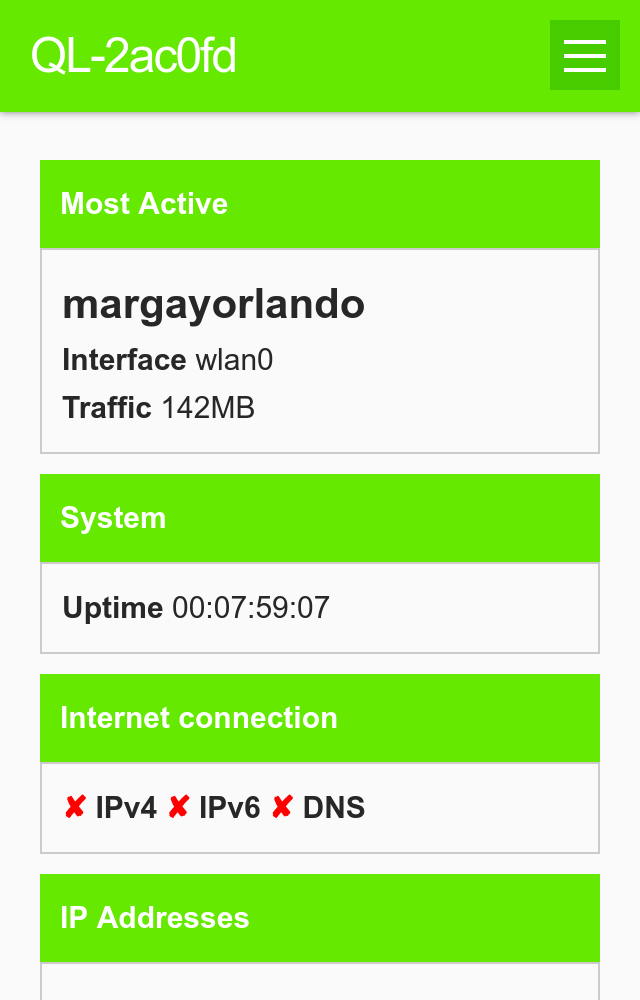 QL-2ac0fd
Most Active
margayorlando
Interface wlan0
Traffic 142MB
System
Uptime 00:07:59:07
Internet connection
✘ IPv4 ✘ IPv6 ✘ DNS
IP Addresses